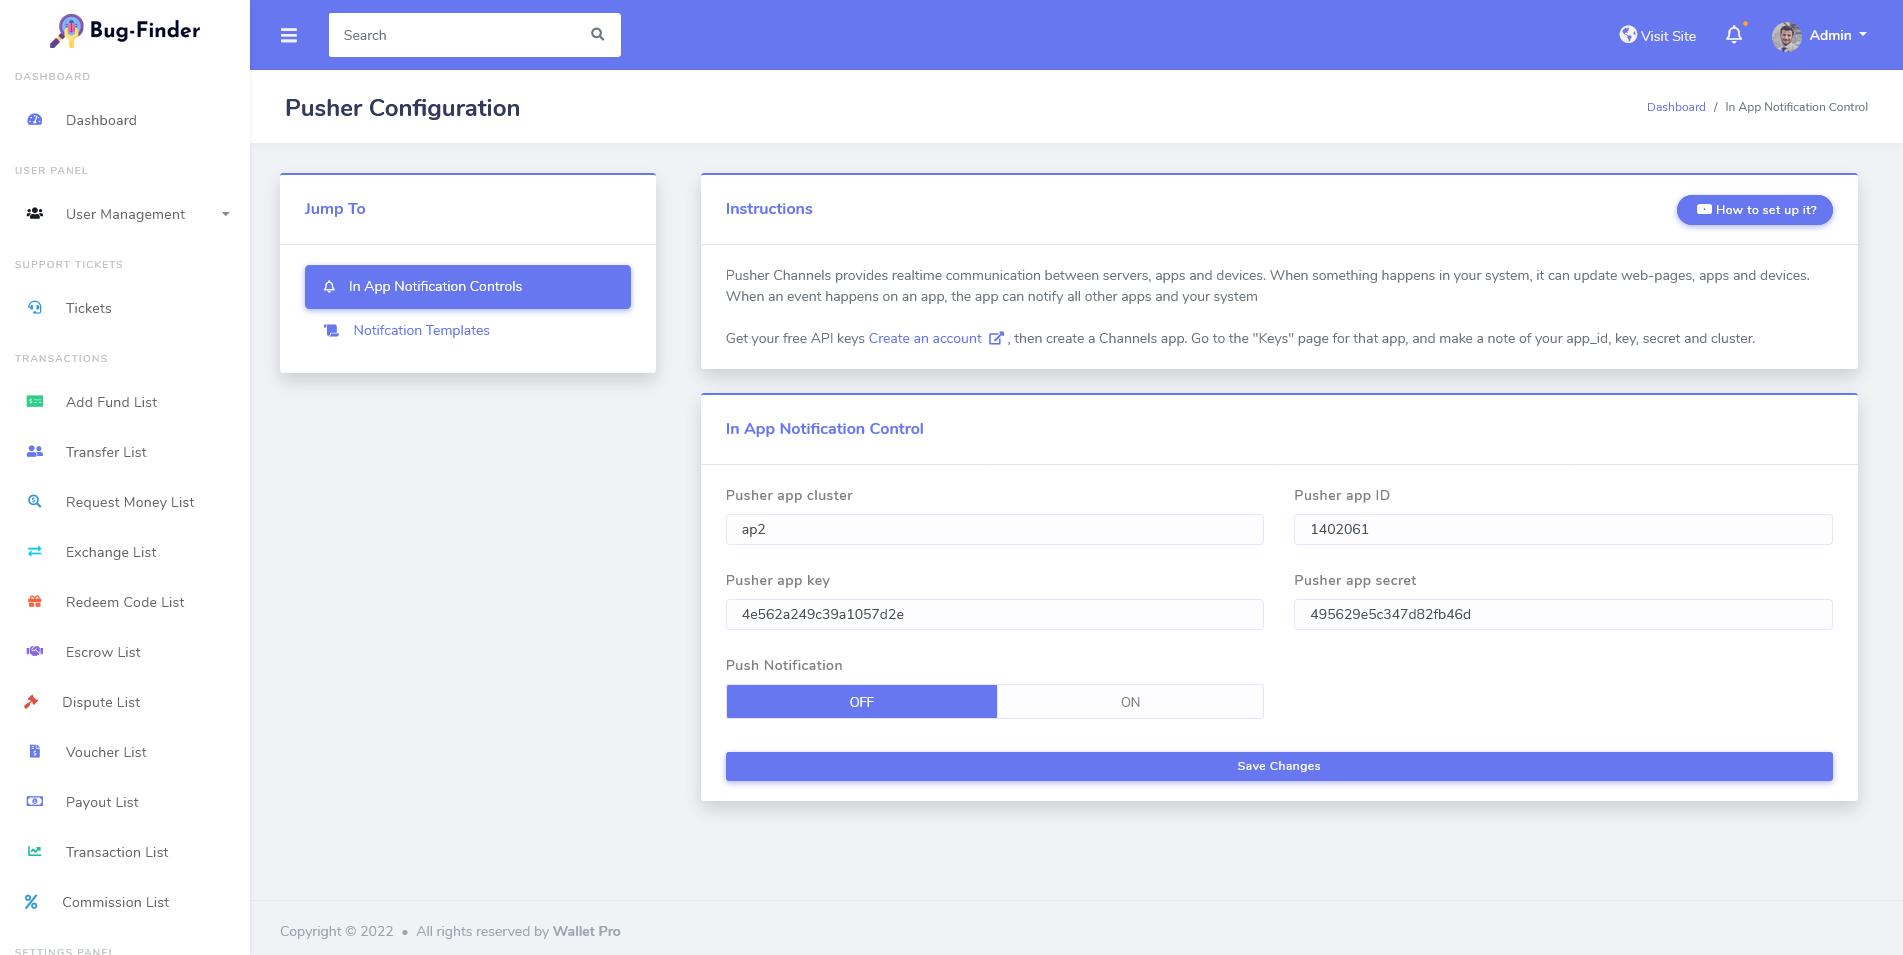 Bug-Finder
Search
Visit Site
Admin
DASHBOARD
Dashboard
USER PANEL
User Management
SUPPORT TICKETS
Tickets
TRANSACTIONS
Add Fund List
Transfer List
Request Money List
Exchange List
Redeem Code List
Escrow List
Dispute List
Voucher List
Payout List
Transaction List
Commission List
SETTINGS PANEL
Pusher Configuration
Dashboard / In App Notification Control
Jump To
In App Notification Controls
Notifcation Templates
Instructions
How to set up it?
Pusher Channels provides realtime communication between servers, apps and devices. When something happens in your system, it can update web-pages, apps and devices.
When an event happens on an app, the app can notify all other apps and your system
Get your free API keys Create an account , then create a Channels app. Go to the "Keys" page for that app, and make a note of your app_id, key, secret and cluster.
In App Notification Control
Pusher app cluster
ap2
Pusher app ID
1402061
Pusher app key
4e562a249c39a1057d2e
Pusher app secret
495629e5c347d82fb46d
Push Notification
OFF
ON
Save Changes
Copyright © 2022 • All rights reserved by Wallet Pro